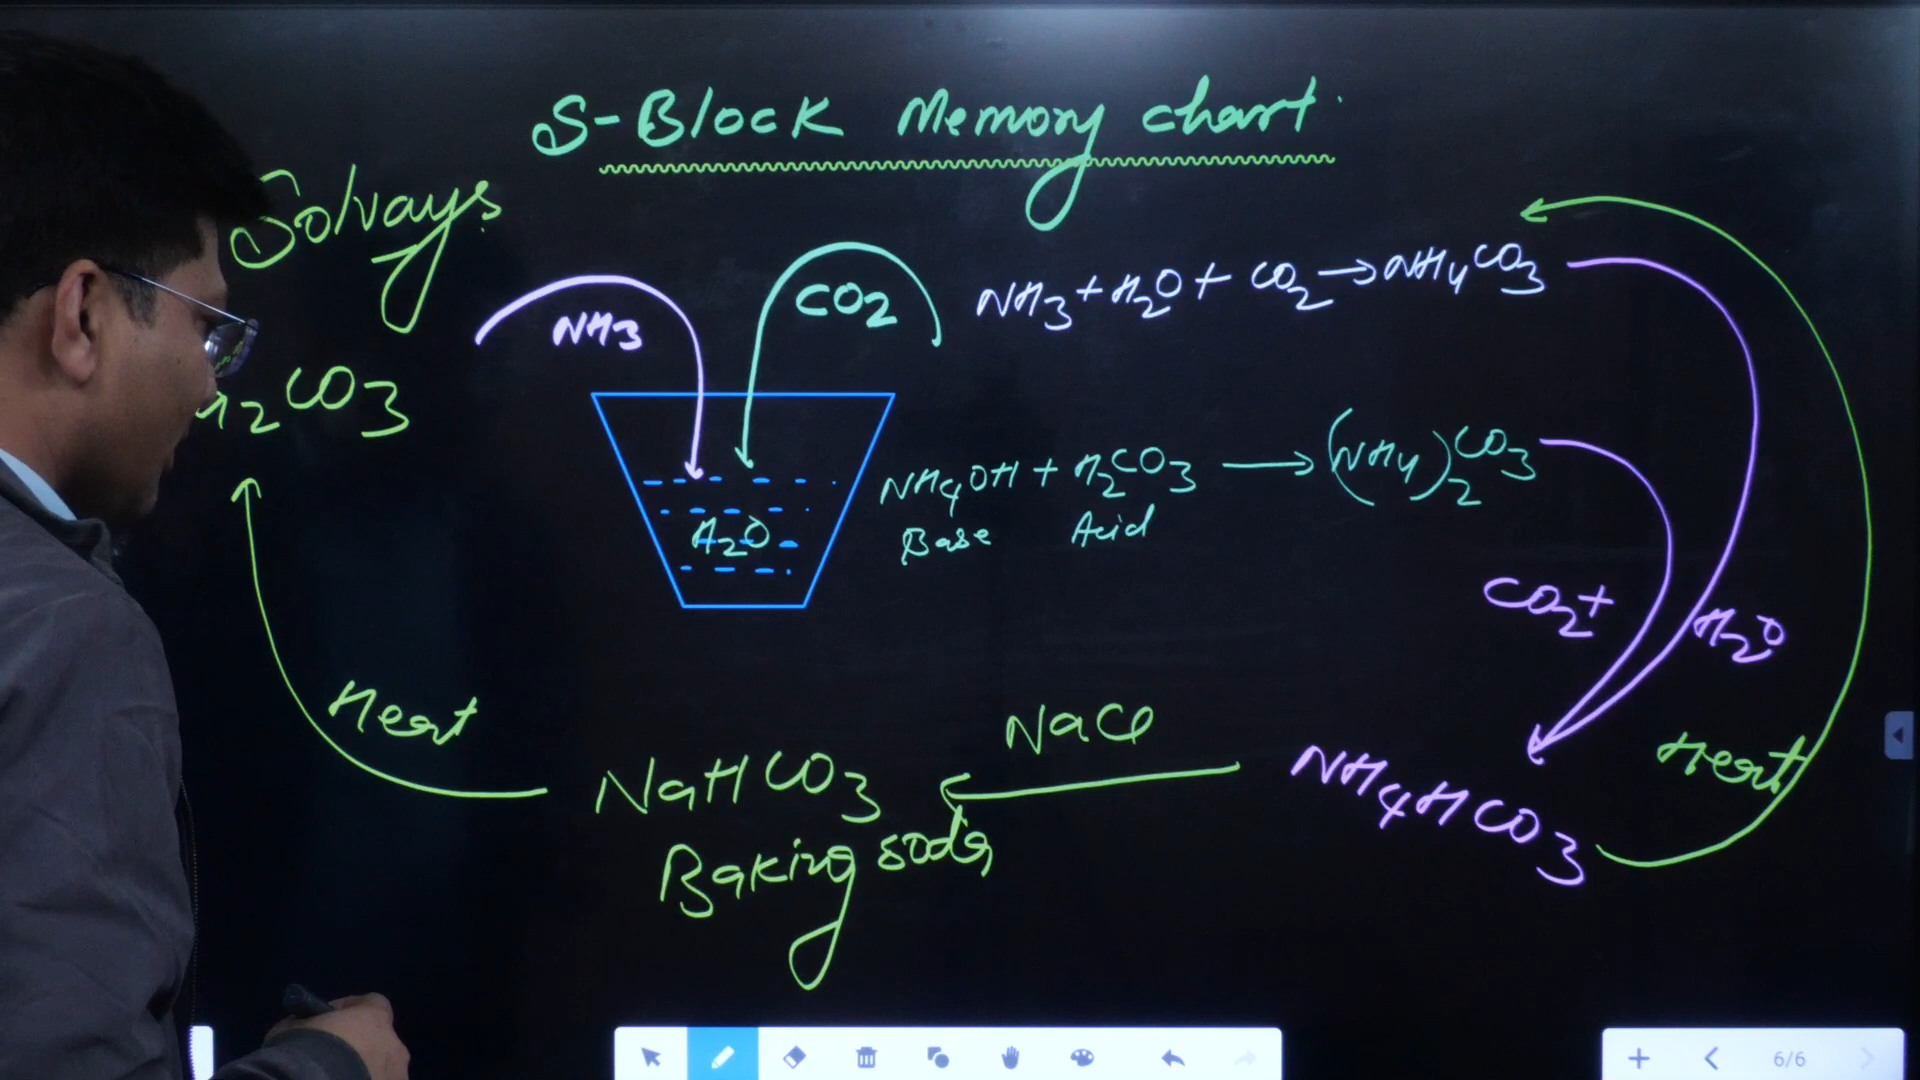 S-Block Memory chart.
Solvays
NH3
CO2
NH3 + H2O + CO2 → NH4CO3
2CO3
NH4OH + H2CO3 → (NH4)2CO3
Base Acid
H2O
CO2 + H2O
Heat
NaCl
Heat
NaHCO3
NH4HCO3
Baking soda
6/6